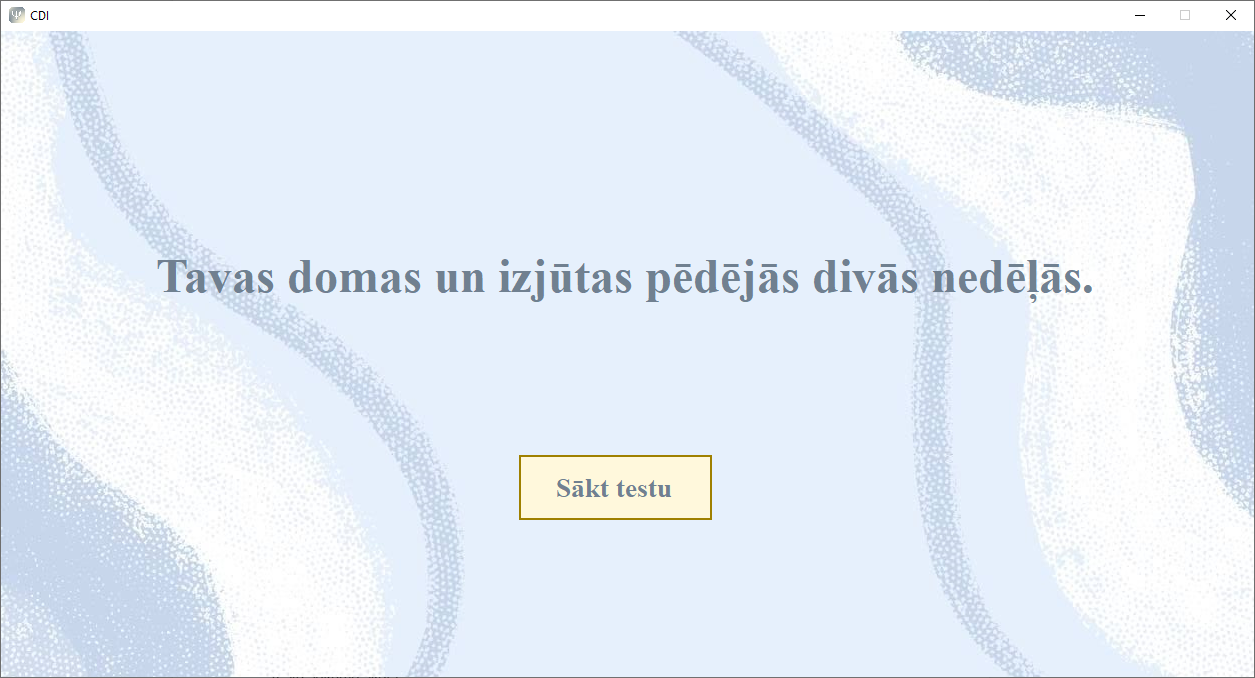 CDI
Tavas domas un izjūtas pēdējās divās nedēļās.
Sākt testu